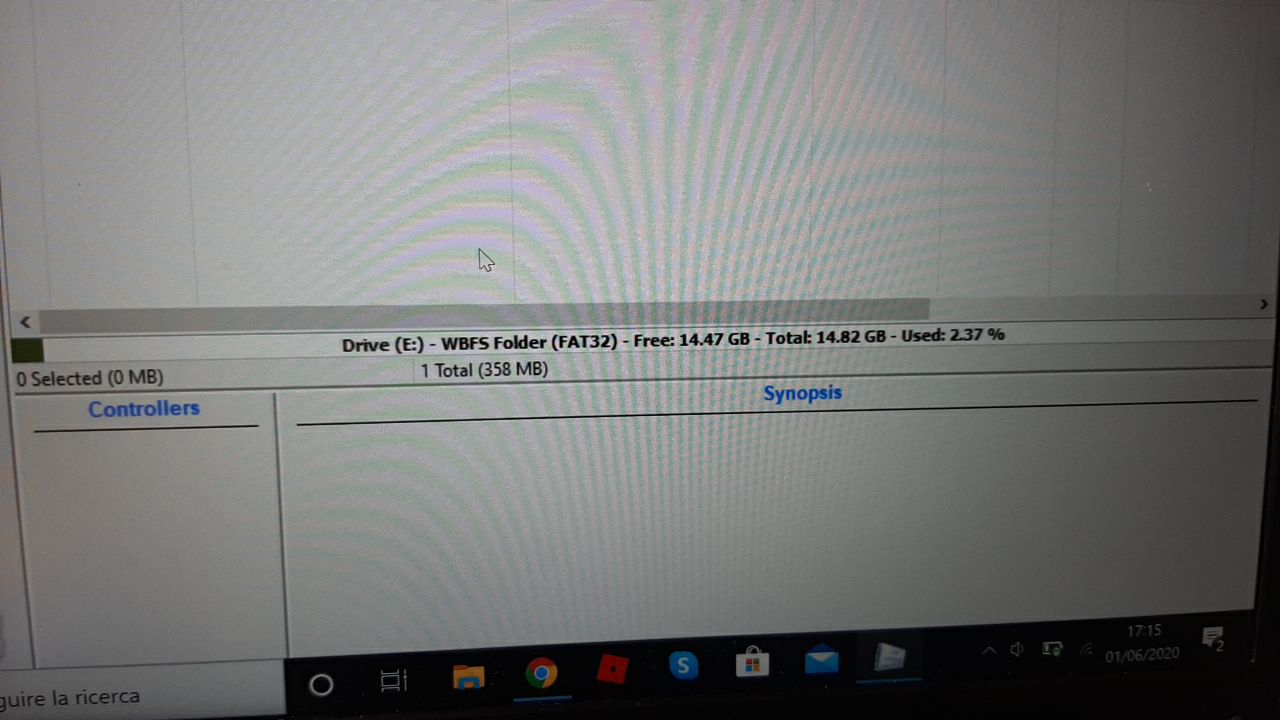 Drive (E:) - WBFS Folder (FAT32) - Free: 14.47 GB - Total: 14.82 GB - Used: 2.37 %
0 Selected (0 MB)
1 Total (358 MB)
Controllers
Synopsis
guire la ricerca
S
17:15
01/06/2020
2